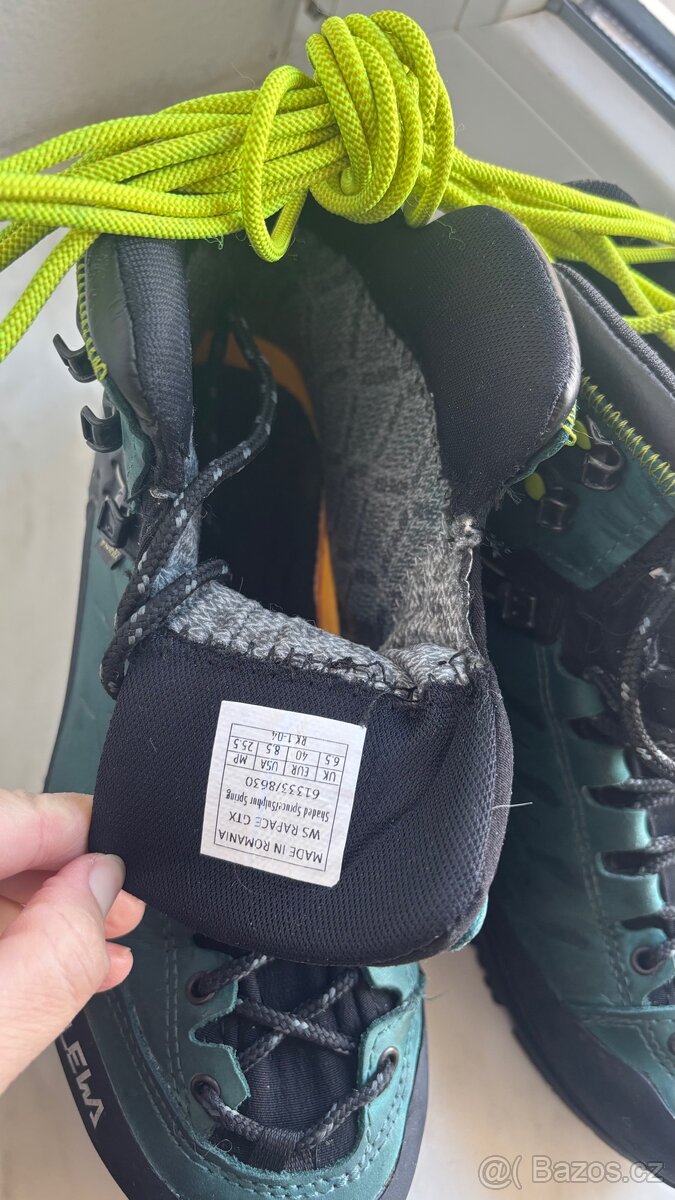 MADE IN ROMANIA
WS RAPACE GTX
Shaded Spruce/Sulphur Spring
61333/8630
UK EUR USA MP
6.5 40 8.5 25.5
RK 1-04
LEWA
@( Bazos.cz